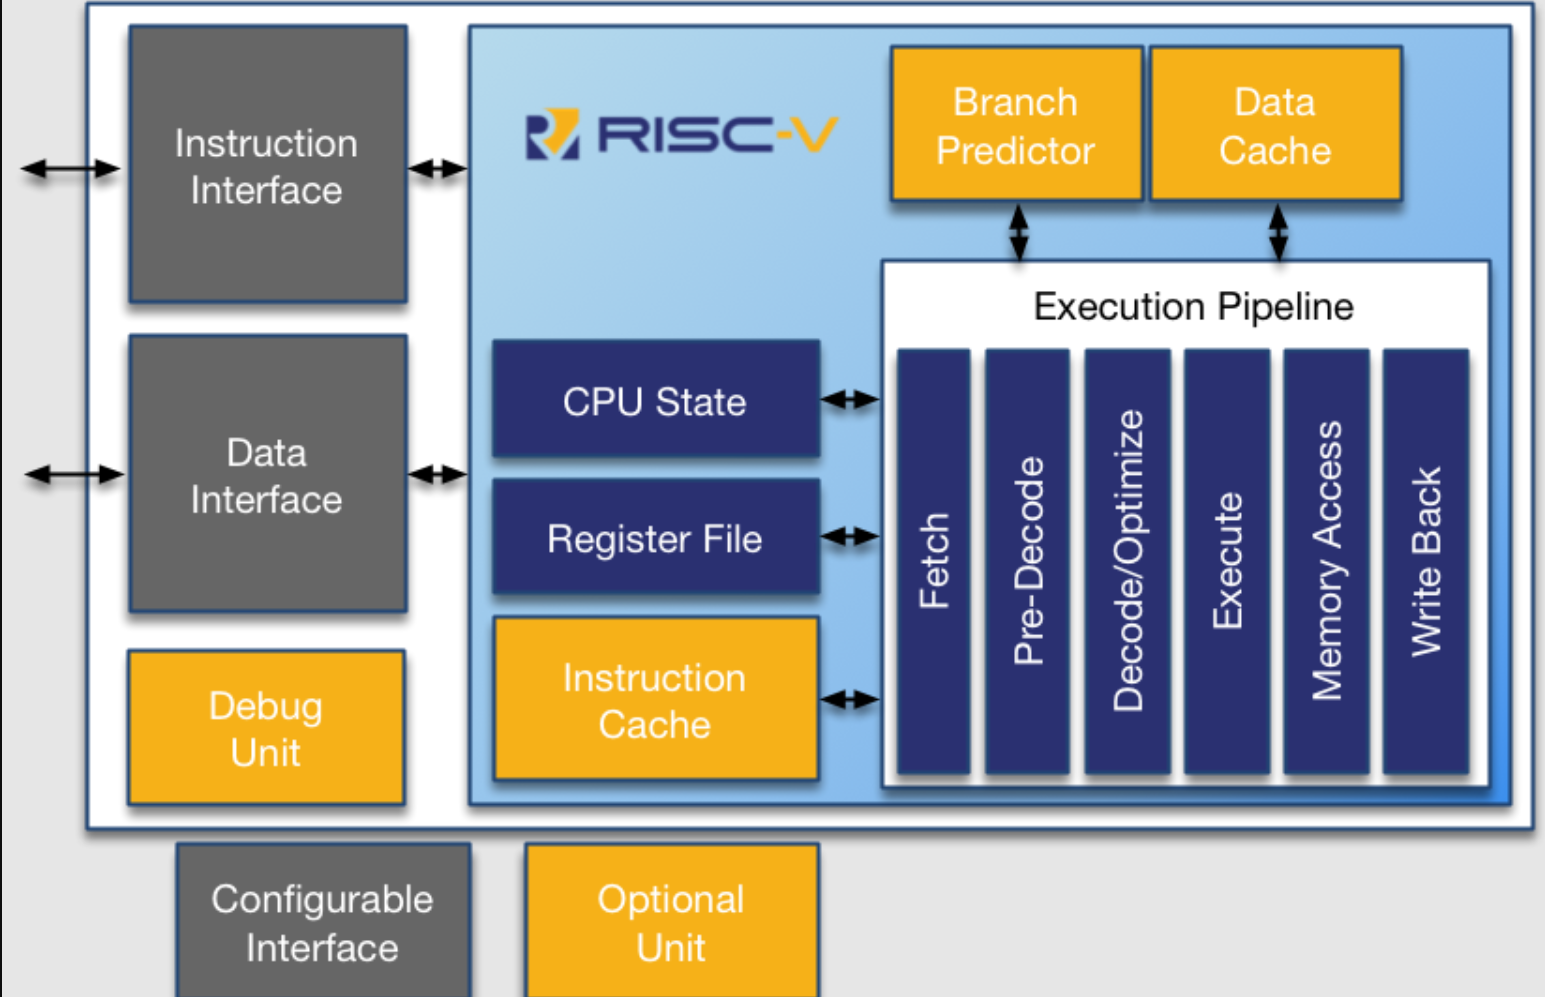 Instruction
Interface
RISC-V
Branch
Predictor
Data
Cache
Execution Pipeline
CPU State
Data
Interface
Register File
Fetch
Pre-Decode
Decode/Optimize
Execute
Memory Access
Write Back
Instruction
Cache
Debug
Unit
Configurable
Interface
Optional
Unit